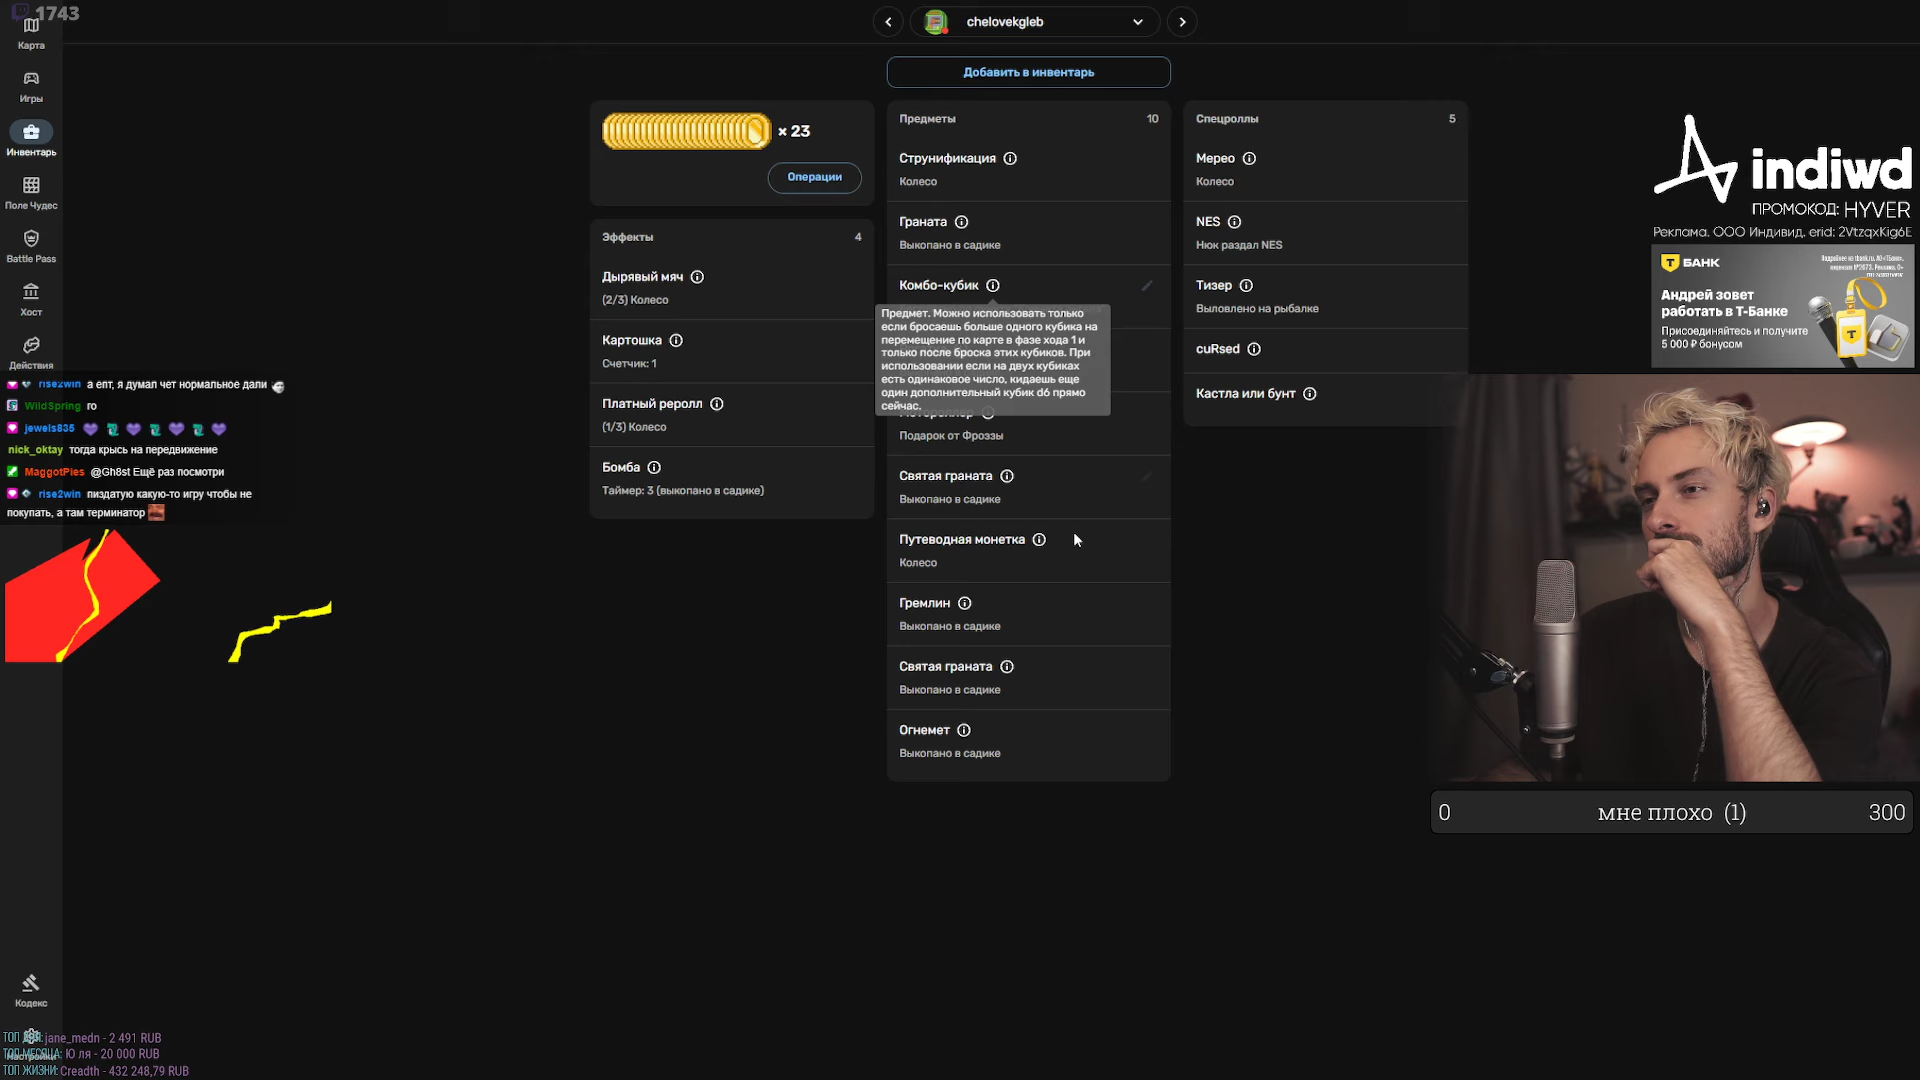 1743
Карта
Игры
Инвентарь
Поле Чудес
Battle Pass
Хост
Действия
Кодекс
Настройки
chelovekgleb
Добавить в инвентарь
× 23
Операции
Эффекты 4
Дырявый мяч
(2/3) Колесо
Картошка
Счетчик: 1
Платный реролл
(1/3) Колесо
Бомба
Таймер: 3 (выкопано в садике)
Предметы 10
Струнификация
Колесо
Граната
Выкопано в садике
Комбо-кубик
Предмет. Можно использовать только
если бросаешь больше одного кубика на
перемещение по карте в фазе хода 1 и
только после броска этих кубиков. При
использовании если на двух кубиках
есть одинаковое число, кидаешь еще
один дополнительный кубик d6 прямо
сейчас.
Мотороллер
Подарок от Фроззы
Святая граната
Выкопано в садике
Путеводная монетка
Колесо
Гремлин
Выкопано в садике
Святая граната
Выкопано в садике
Огнемет
Выкопано в садике
Спецроллы 5
Мерео
Колесо
NES
Нюк раздал NES
Тизер
Выловлено на рыбалке
cuRsed
Кастла или бунт
indiwd
ПРОМОКОД: HYVER
Реклама. ООО Индивид. erid: 2VtzqxKig6E
Т БАНК
Андрей зовет
работать в Т-Банке
Присоединяйтесь и получите
5 000 ₽ бонусом
rise2win а епт, я думал чет нормальное дали
WildSpring го
jewels835
nick_oktay тогда крысь на передвижение
MaggotPies @Gh8st Ещё раз посмотри
rise2win пиздатую какую-то игру чтобы не
покупать, а там терминатор
0 мне плохо (1) 300
ТОП ДНЯ: jane_medn - 2 491 RUB
ТОП МЕСЯЦА: Ю ля - 20 000 RUB
ТОП ЖИЗНИ: Creadth - 432 248,79 RUB